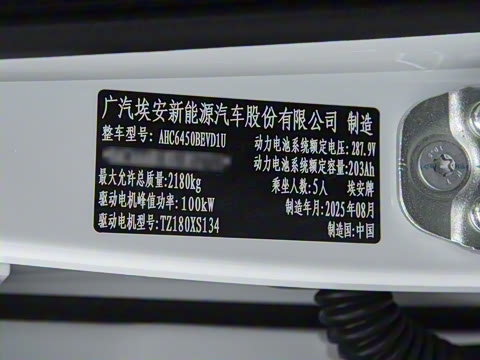 广汽埃安新能源汽车股份有限公司 制造
整车型号: AHC6450BEVD1U 动力电池系统额定电压: 287.9V
动力电池系统额定容量: 203Ah
最大允许总质量: 2180kg 乘坐人数: 5人 埃安牌
驱动电机峰值功率: 100kW 制造年月: 2025年08月
驱动电机型号: TZ180XS134 制造国: 中国